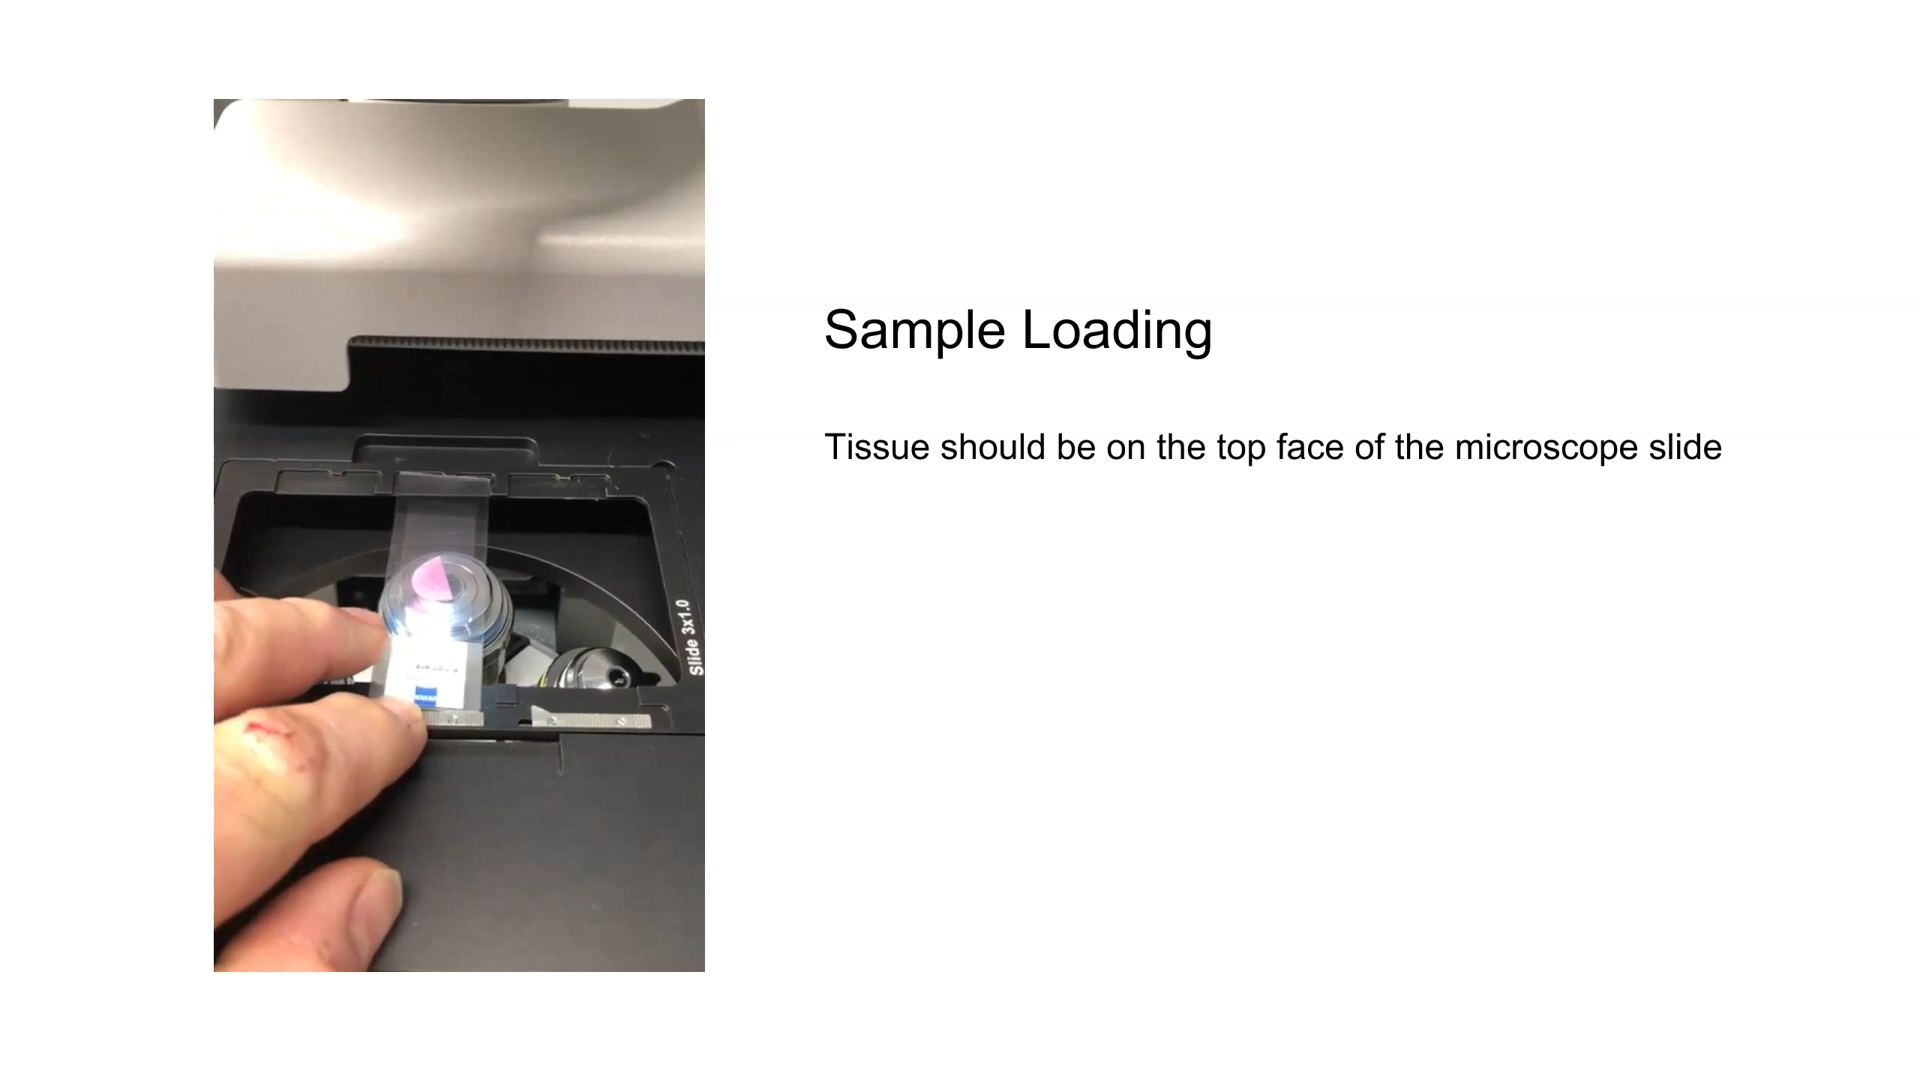 Sample Loading
Tissue should be on the top face of the microscope slide
Slide 3x1.0